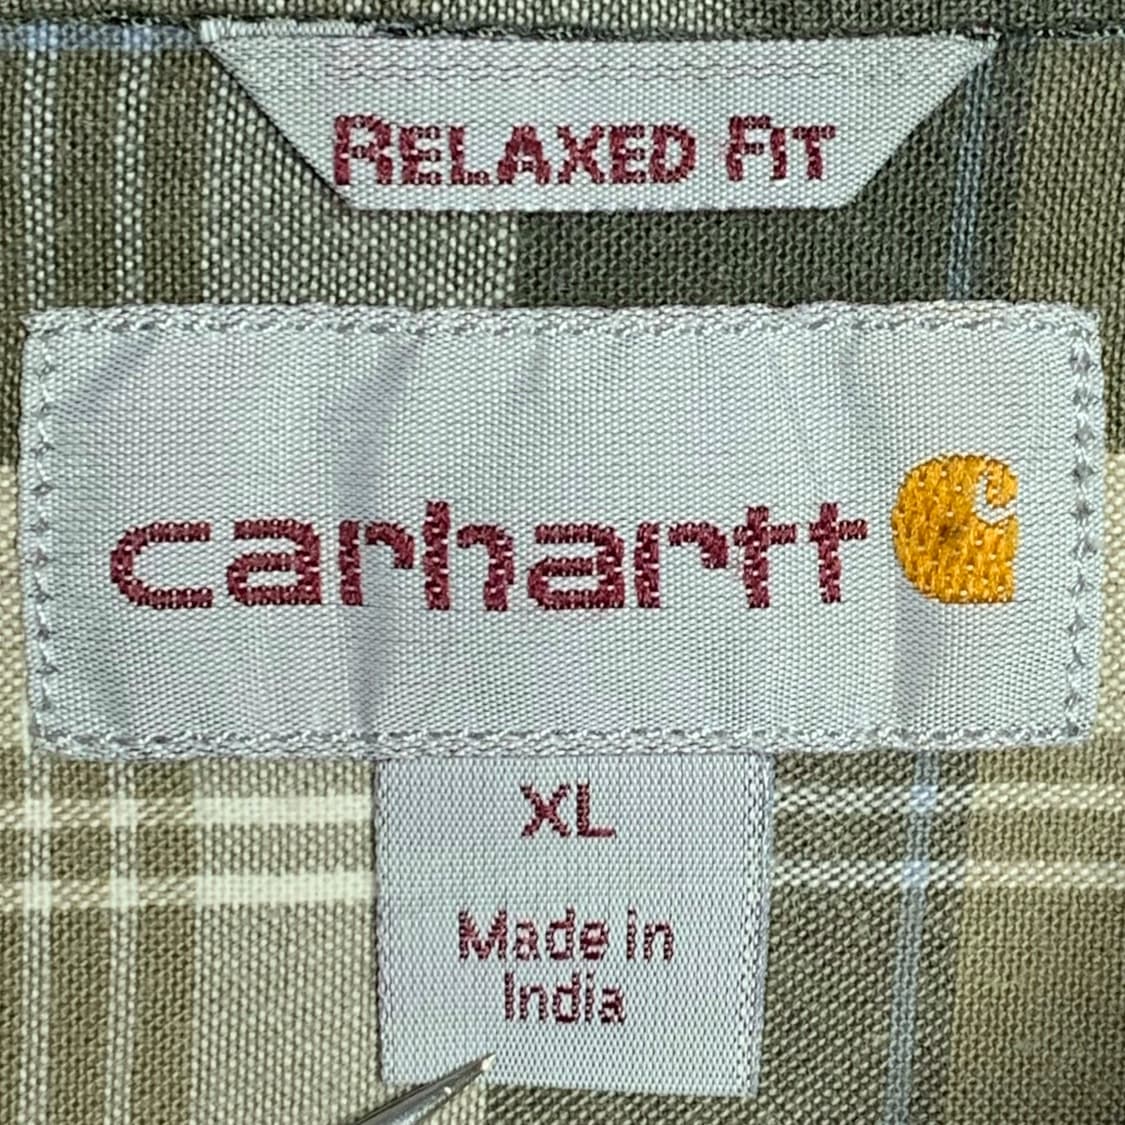 RELAXED FIT
carhartt
XL
Made in
India